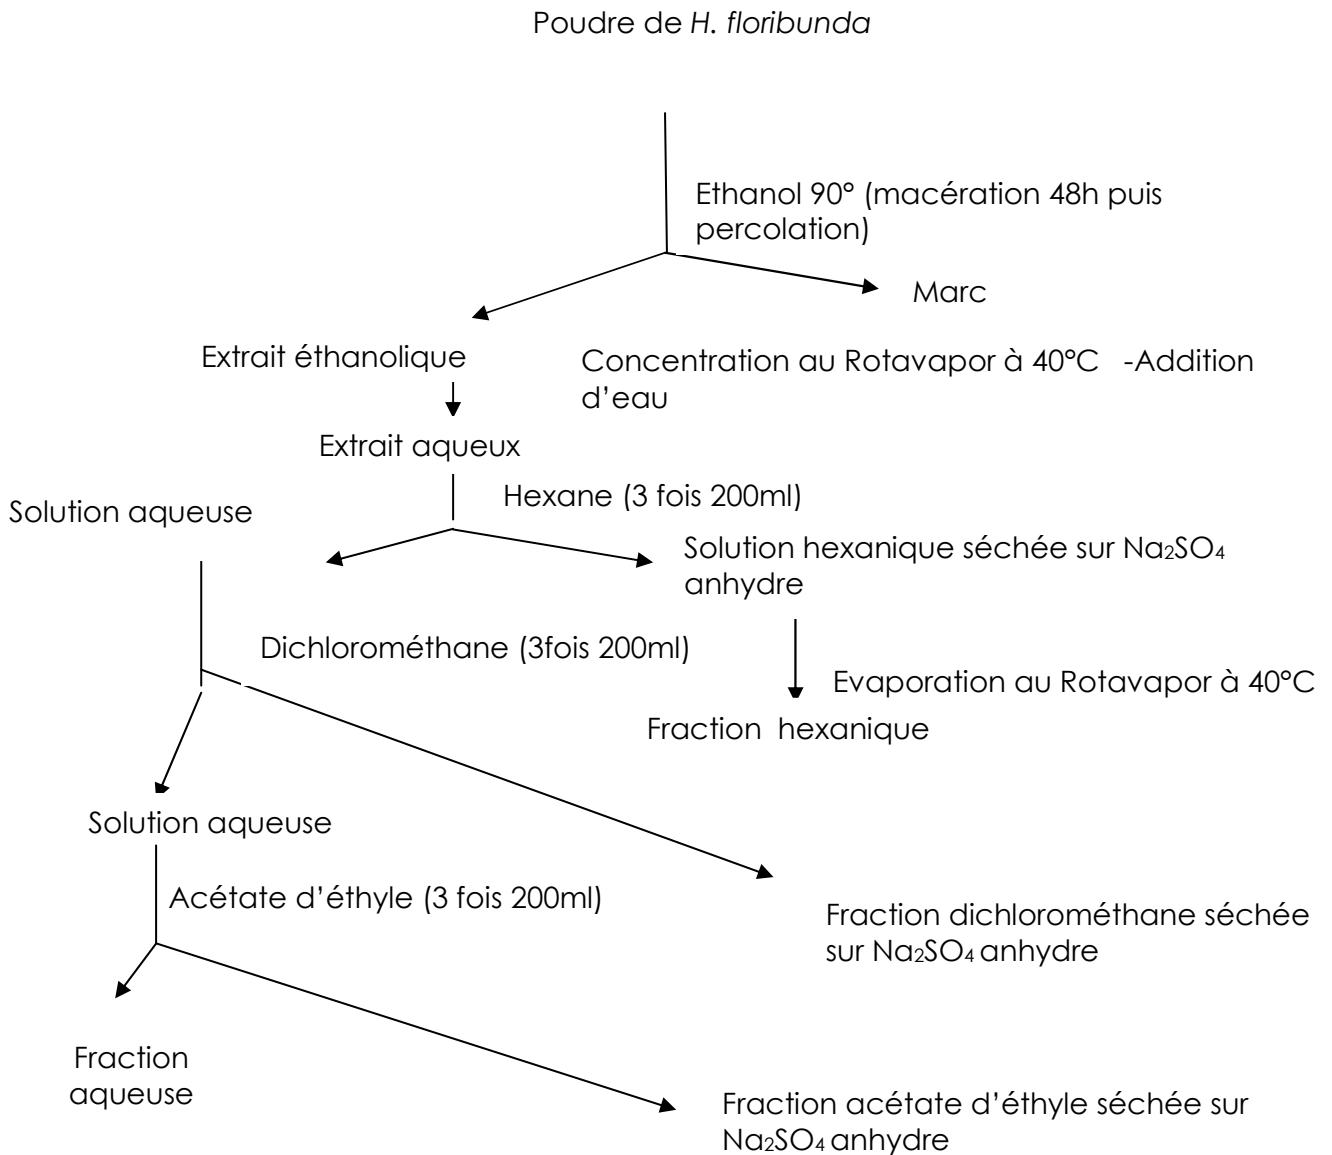 Poudre de H. floribunda
Ethanol 90° (macération 48h puis
percolation)
Marc
Extrait éthanolique
Concentration au Rotavapor à 40°C -Addition
d'eau
Extrait aqueux
Hexane (3 fois 200ml)
Solution aqueuse
Solution hexanique séchée sur Na₂SO₄
anhydre
Dichlorométhane (3fois 200ml)
Evaporation au Rotavapor à 40°C
Fraction hexanique
Solution aqueuse
Acétate d'éthyle (3 fois 200ml)
Fraction dichlorométhane séchée
sur Na₂SO₄ anhydre
Fraction
aqueuse
Fraction acétate d'éthyle séchée sur
Na₂SO₄ anhydre